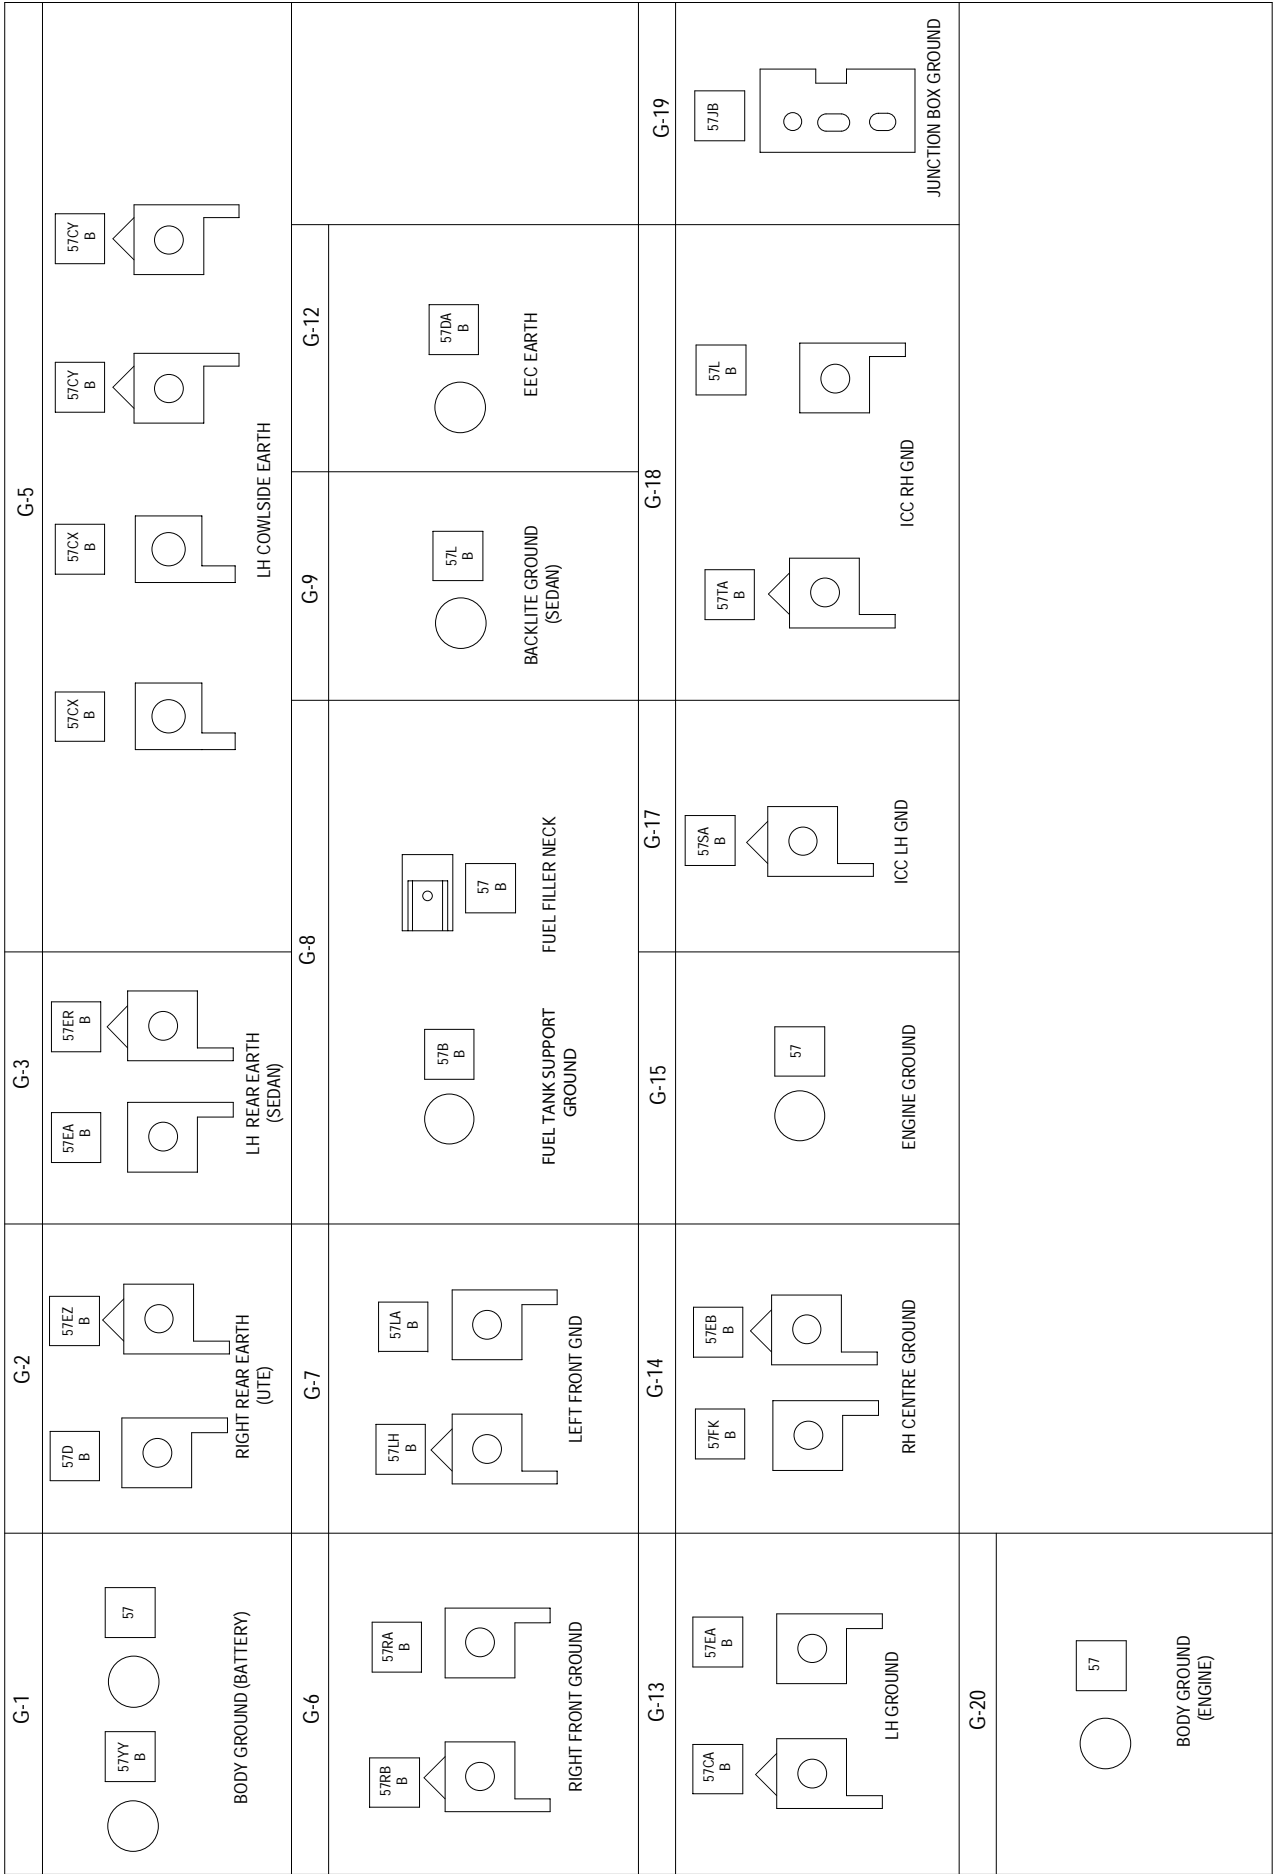 G-1
57YY
B
57
BODY GROUND (BATTERY)
G-2
57D
B
57EZ
B
RIGHT REAR EARTH
(UTE)
G-3
57EA
B
57ER
B
LH REAR EARTH
(SEDAN)
G-5
57CX
B
57CX
B
57CY
B
57CY
B
LH COWLSIDE EARTH
G-6
57RB
B
57RA
B
RIGHT FRONT GROUND
G-7
57LH
B
57LA
B
LEFT FRONT GND
G-8
57B
B
FUEL TANK SUPPORT
GROUND
57
B
FUEL FILLER NECK
G-9
57L
B
BACKLITE GROUND
(SEDAN)
G-12
57DA
B
EEC EARTH
G-13
57CA
B
57EA
B
LH GROUND
G-14
57FK
B
57EB
B
RH CENTRE GROUND
G-15
57
ENGINE GROUND
G-17
57SA
B
ICC LH GND
G-18
57TA
B
57L
B
ICC RH GND
G-19
57JB
JUNCTION BOX GROUND
G-20
57
BODY GROUND
(ENGINE)